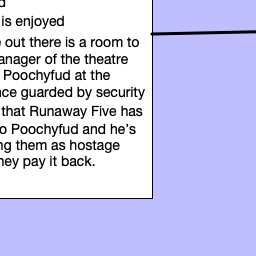 d
is enjoyed
out there is a room to
anager of the theatre
Poochyfud at the
nce guarded by security
that Runaway Five has
o Poochyfud and he's
ng them as hostage
hey pay it back.